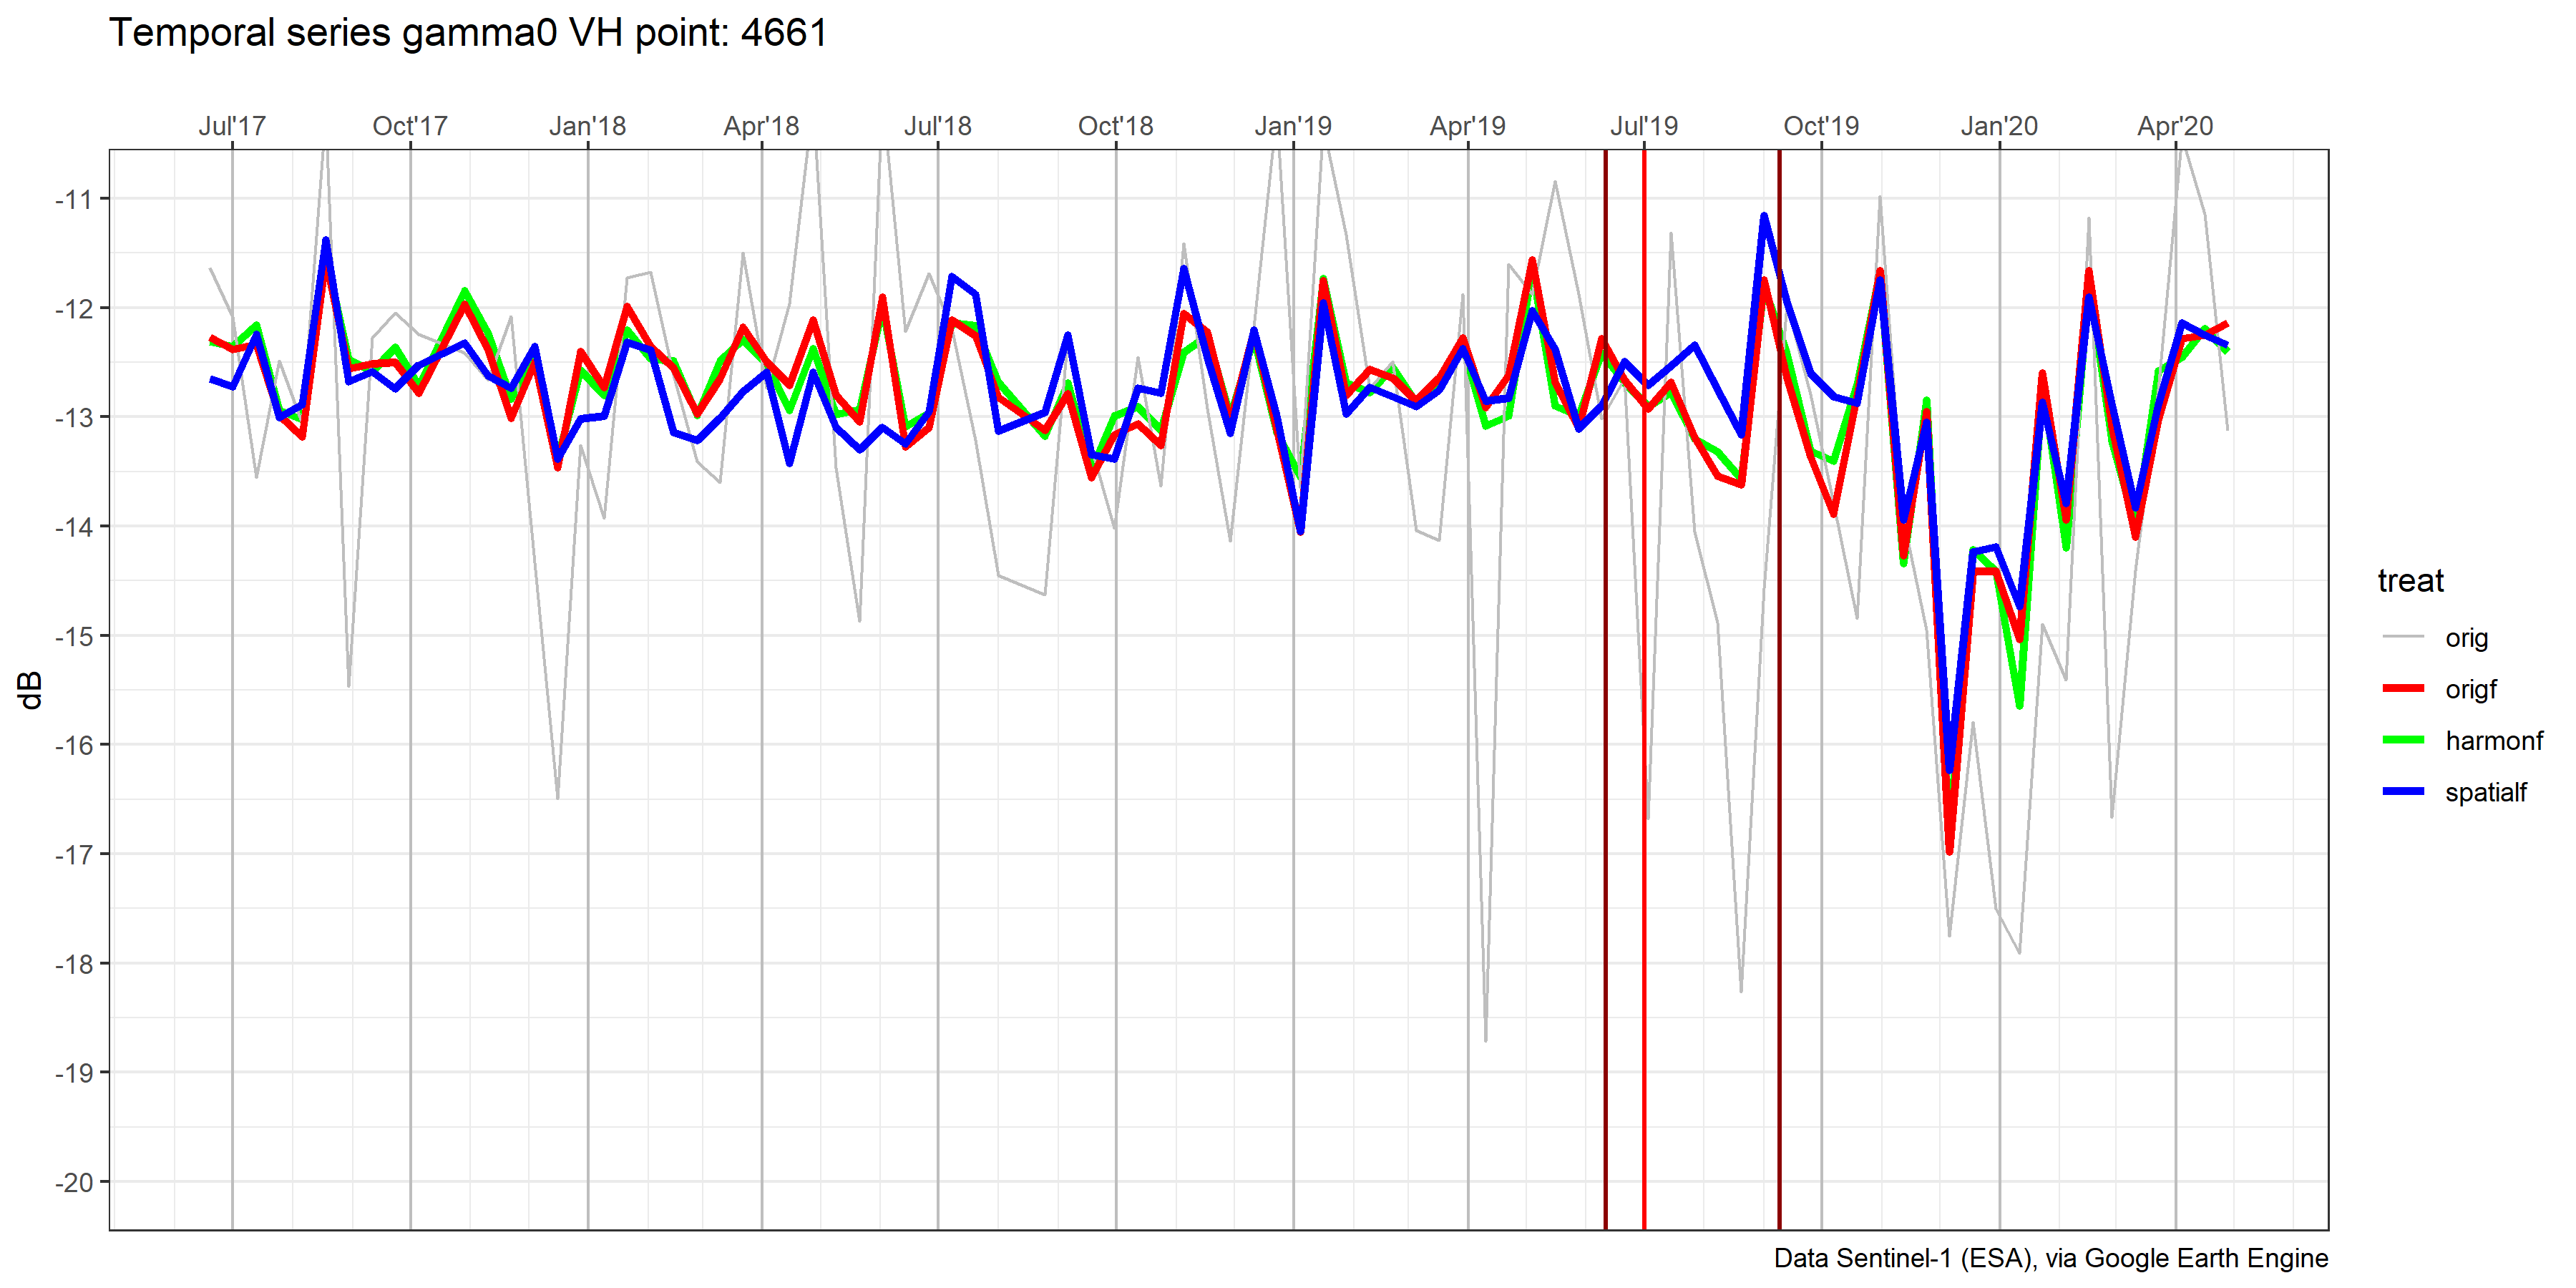 Temporal series gamma0 VH point: 4661
Jul'17 Oct'17 Jan'18 Apr'18 Jul'18 Oct'18 Jan'19 Apr'19 Jul'19 Oct'19 Jan'20 Apr'20
-11
-12
-13
-14
-15
-16
-17
-18
-19
-20
dB
treat
orig
origf
harmonf
spatialf
Data Sentinel-1 (ESA), via Google Earth Engine